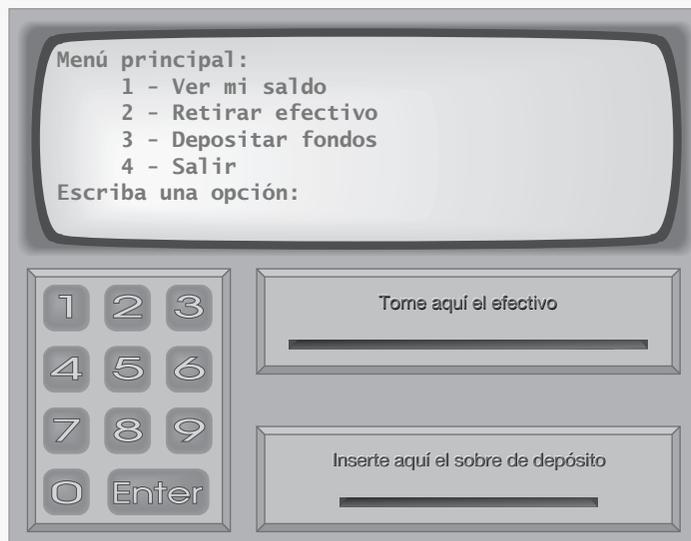 Menú principal:
1 - Ver mi saldo
2 - Retirar efectivo
3 - Depositar fondos
4 - Salir
Escriba una opción:
1 2 3
4 5 6
7 8 9
0 Enter
Tome aquí el efectivo
Inserte aquí el sobre de depósito